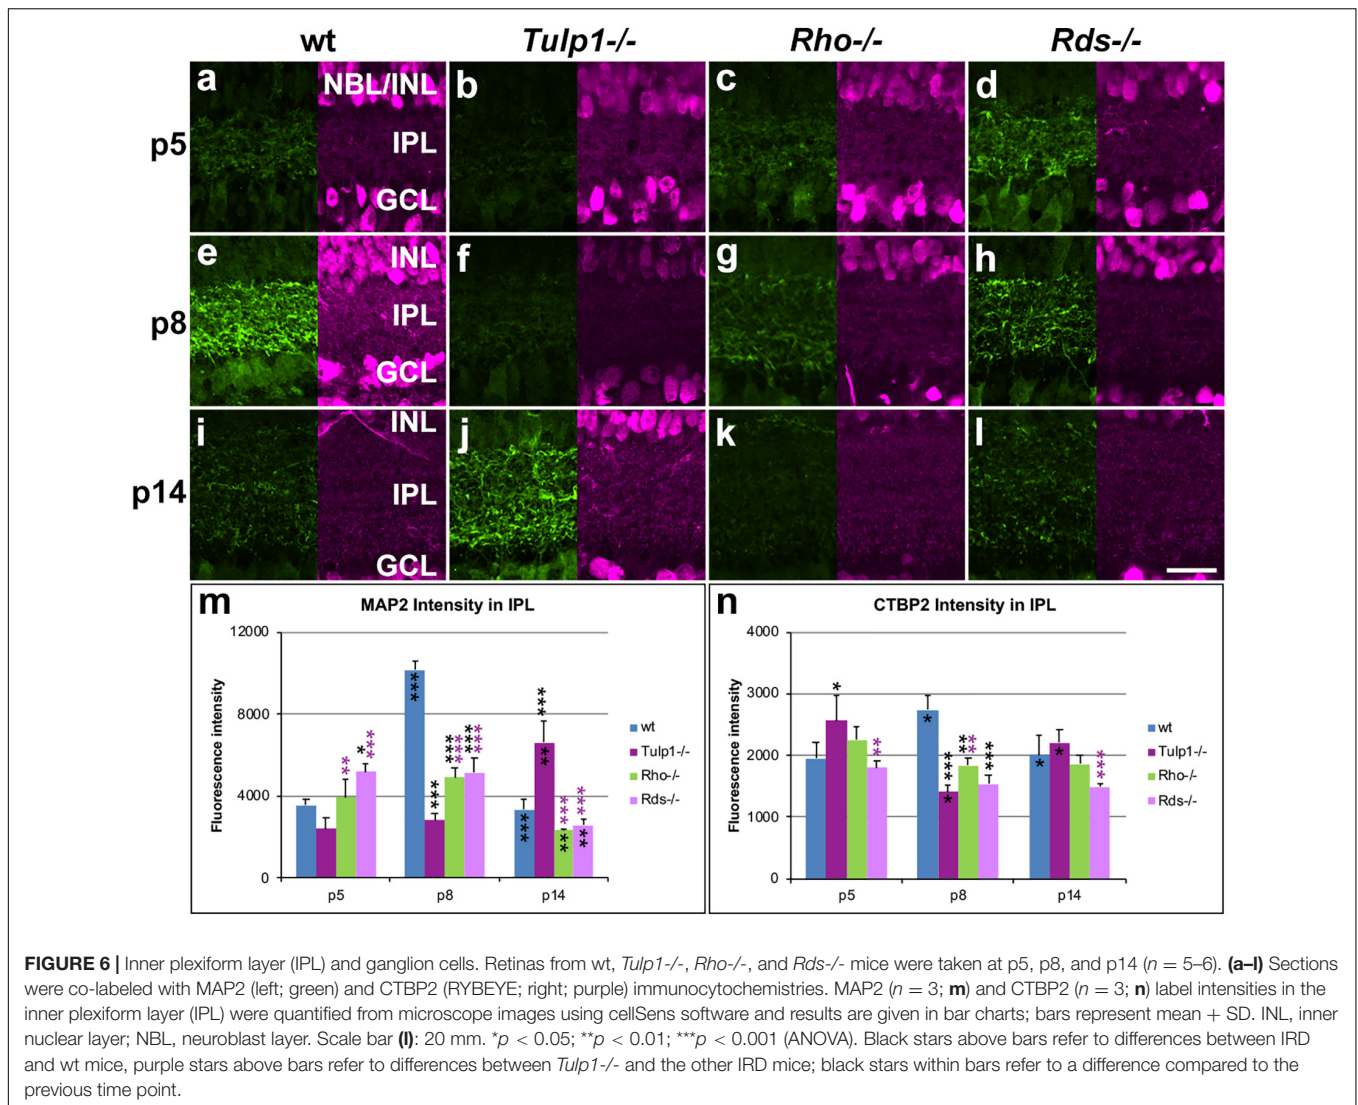 wt Tulp1-/- Rho-/- Rds-/-
p5
a NBL/INL IPL GCL b c d
p8
e INL IPL GCL f g h
p14
i INL IPL GCL j k l
m MAP2 Intensity in IPL
Fluorescence intensity
12000
8000
4000
0
** * *** *** *** *** *** *** *** *** *** *** *** *** *** **
p5 p8 p14
wt
Tulp1-/-
Rho-/-
Rds-/-
n CTBP2 Intensity in IPL
Fluorescence intensity
4000
3000
2000
1000
0
* ** * *** * ** ** *** * * ***
p5 p8 p14
wt
Tulp1-/-
Rho-/-
Rds-/-
FIGURE 6 | Inner plexiform layer (IPL) and ganglion cells. Retinas from wt, Tulp1-/-, Rho-/-, and Rds-/- mice were taken at p5, p8, and p14 (n = 5–6). (a–l) Sections
were co-labeled with MAP2 (left; green) and CTBP2 (RYBEYE; right; purple) immunocytochemistries. MAP2 (n = 3; m) and CTBP2 (n = 3; n) label intensities in the
inner plexiform layer (IPL) were quantified from microscope images using cellSens software and results are given in bar charts; bars represent mean + SD. INL, inner
nuclear layer; NBL, neuroblast layer. Scale bar (l): 20 mm. *p < 0.05; **p < 0.01; ***p < 0.001 (ANOVA). Black stars above bars refer to differences between IRD
and wt mice, purple stars above bars refer to differences between Tulp1-/- and the other IRD mice; black stars within bars refer to a difference compared to the
previous time point.